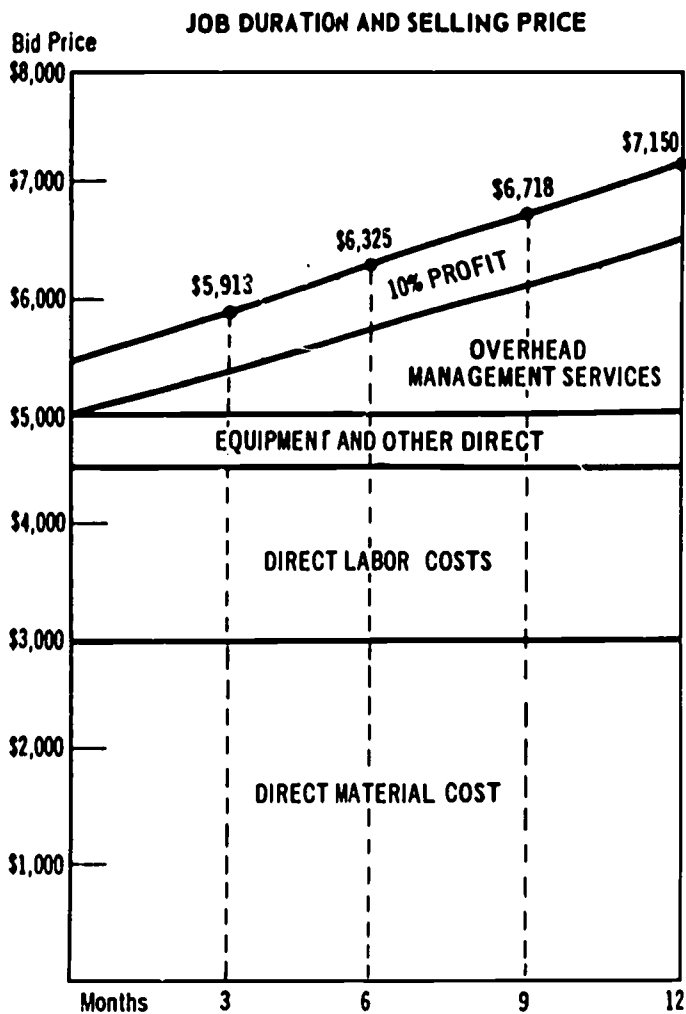 JOB DURATION AND SELLING PRICE
Bid Price
$8,000
$7,150
$7,000
$6,718
$6,325
10% PROFIT
$5,913
$6,000
OVERHEAD
MANAGEMENT SERVICES
$5,000
EQUIPMENT AND OTHER DIRECT
$4,000
DIRECT LABOR COSTS
$3,000
$2,000
DIRECT MATERIAL COST
$1,000
Months 3 6 9 12